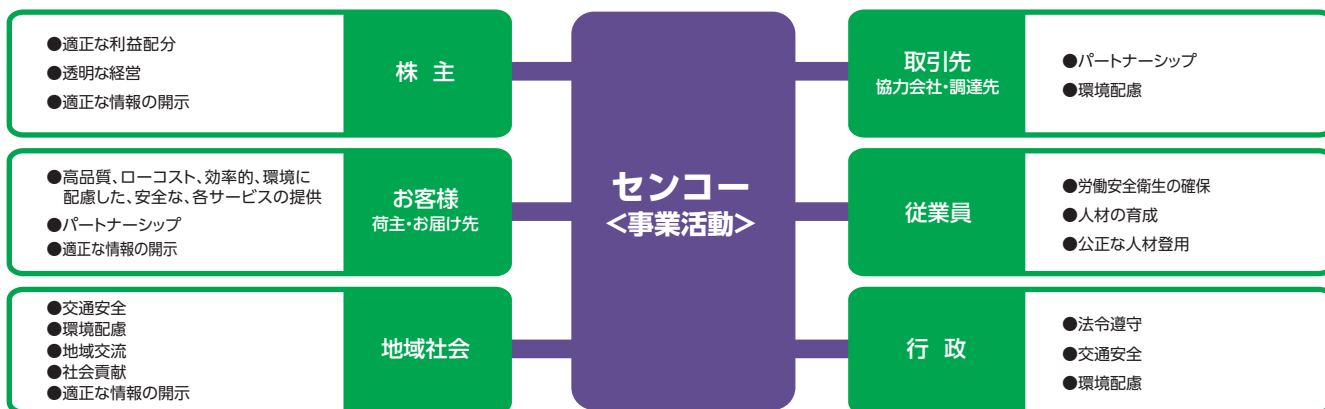 ●適正な利益配分
●透明な経営
●適正な情報の開示
株 主
●高品質、ローコスト、効率的、環境に
配慮した、安全な、各サービスの提供
●パートナーシップ
●適正な情報の開示
お客様
荷主・お届け先
●交通安全
●環境配慮
●地域交流
●社会貢献
●適正な情報の開示
地域社会
センコー
<事業活動>
取引先
協力会社・調達先
●パートナーシップ
●環境配慮
従業員
●労働安全衛生の確保
●人材の育成
●公正な人材登用
行 政
●法令遵守
●交通安全
●環境配慮